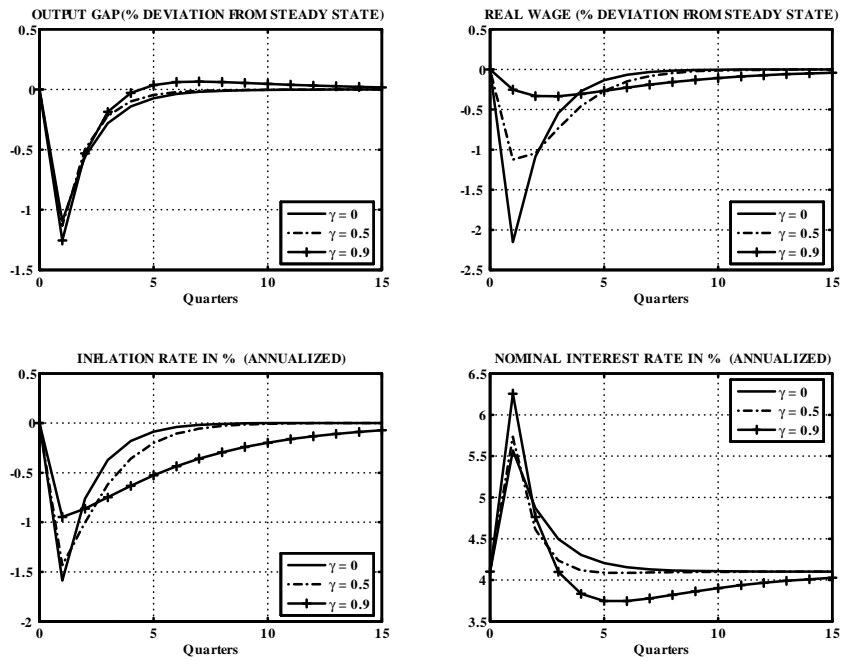 OUTPUT GAP (% DEVIATION FROM STEADY STATE)
0.5
0
-0.5
-1
-1.5
0 5 10 15
Quarters
γ = 0
γ = 0.5
γ = 0.9
REAL WAGE (% DEVIATION FROM STEADY STATE)
0.5
0
-0.5
-1
-1.5
-2
-2.5
0 5 10 15
Quarters
γ = 0
γ = 0.5
γ = 0.9
INFLATION RATE IN % (ANNUALIZED)
0.5
0
-0.5
-1
-1.5
-2
0 5 10 15
Quarters
γ = 0
γ = 0.5
γ = 0.9
NOMINAL INTEREST RATE IN % (ANNUALIZED)
6.5
6
5.5
5
4.5
4
3.5
0 5 10 15
Quarters
γ = 0
γ = 0.5
γ = 0.9